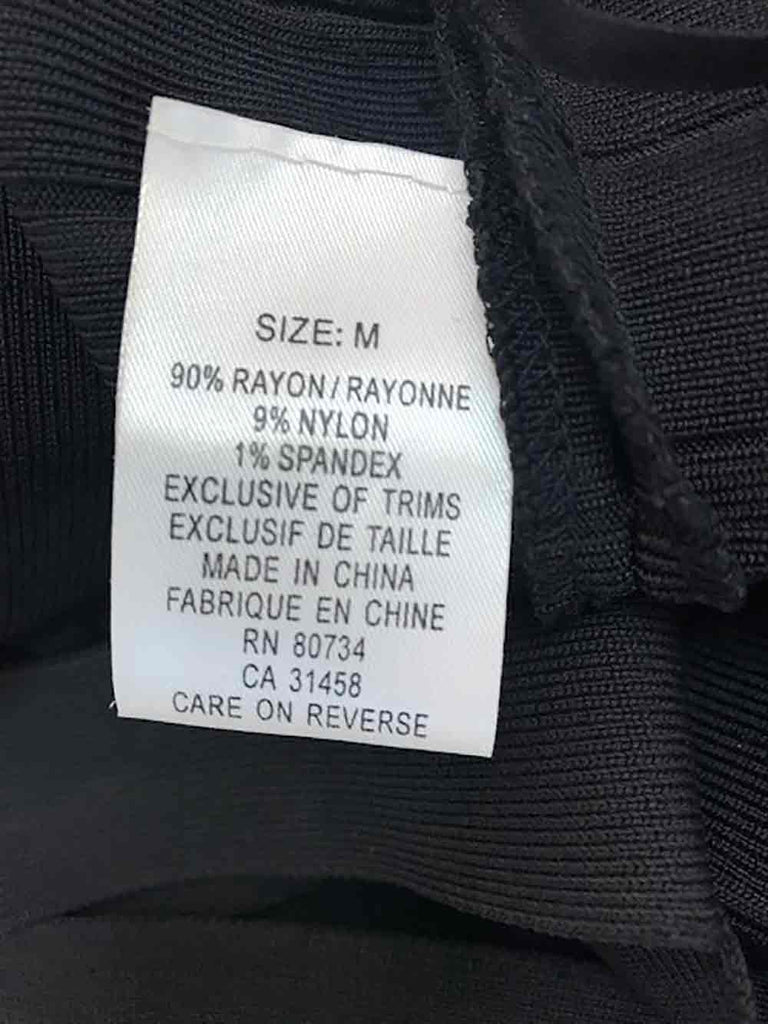 SIZE: M
90% RAYON/RAYONNE
9% NYLON
1% SPANDEX
EXCLUSIVE OF TRIMS
EXCLUSIF DE TAILLE
MADE IN CHINA
FABRIQUE EN CHINE
RN 80734
CA 31458
CARE ON REVERSE